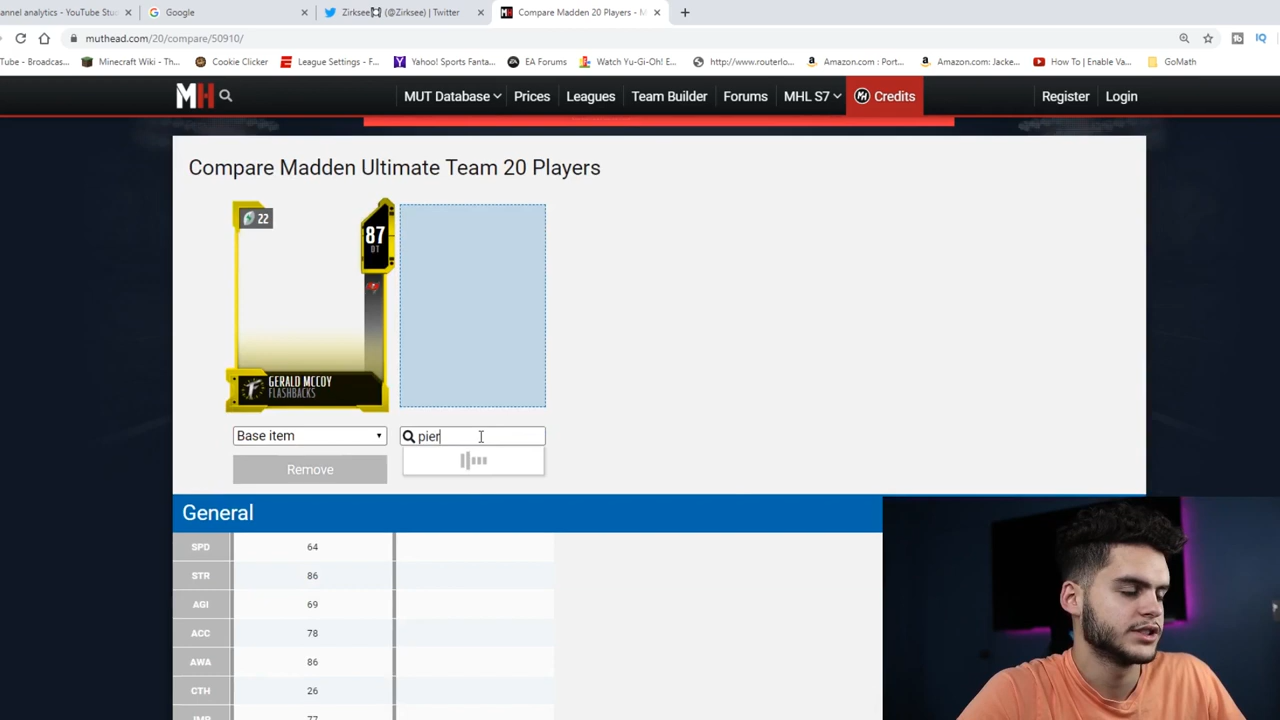 annel analytics - YouTube Stu
Google
Zirksee (@Zirksee) | Twitter
Compare Madden 20 Players - M
muthead.com/20/compare/50910/
Tube - Broadcas...
Minecraft Wiki - Th...
Cookie Clicker
League Settings - F...
Yahoo! Sports Fanta...
EA Forums
Watch Yu-Gi-Oh! E...
http://www.routerlo...
Amazon.com : Port...
Amazon.com: Jacke...
How To | Enable Va...
GoMath
MH
MUT Database
Prices
Leagues
Team Builder
Forums
MHL S7
Credits
Register
Login
Compare Madden Ultimate Team 20 Players
22
87
DT
GERALD MCCOY
FLASHBACKS
Base item
pier
Remove
General
SPD 64
STR 86
AGI 69
ACC 78
AWA 86
CTH 26
JMP 77